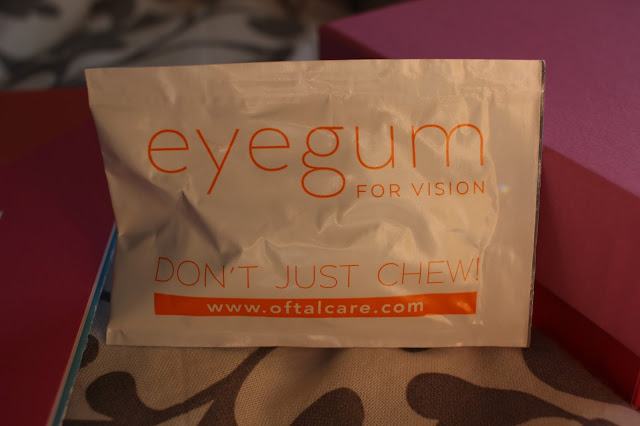 eyegum
FOR VISION
DON'T JUST CHEW!
www.oftalcare.com